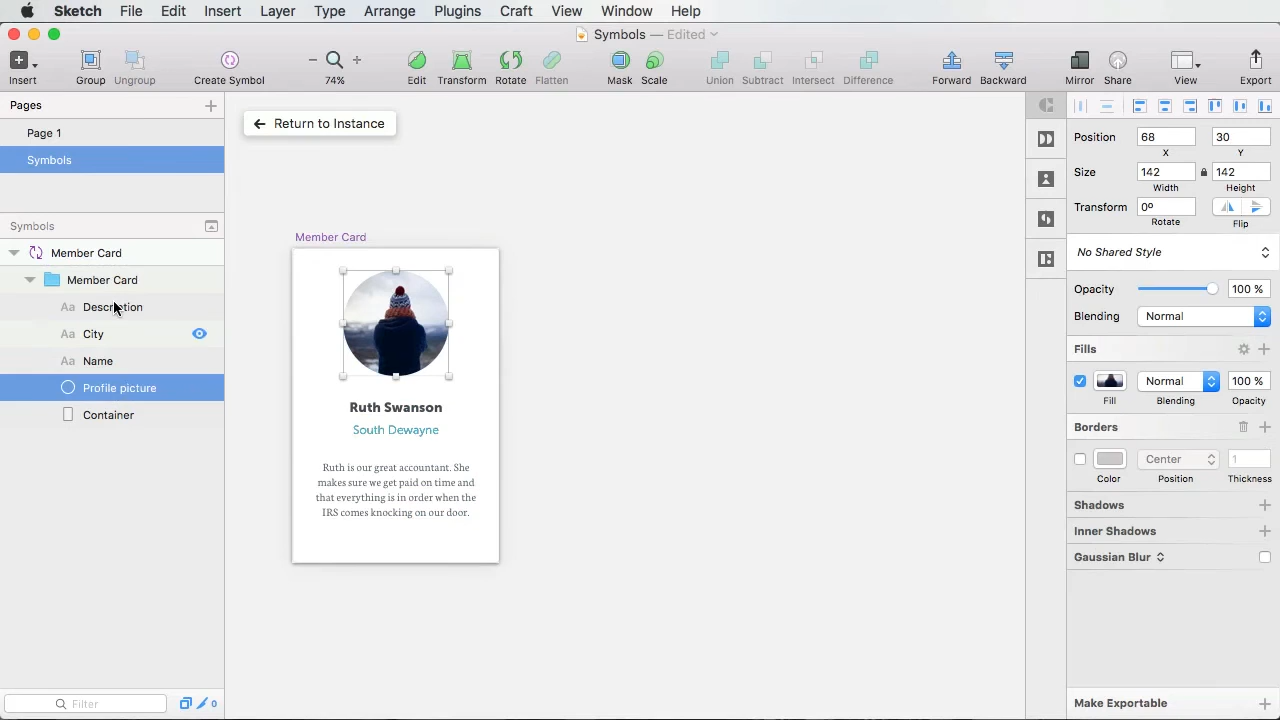 Sketch File Edit Insert Layer Type Arrange Plugins Craft View Window Help
Symbols — Edited
Insert Group Ungroup Create Symbol 74% Edit Transform Rotate Flatten Mask Scale Union Subtract Intersect Difference Forward Backward Mirror Share View Export
Pages
Page 1
Symbols
Symbols
Member Card
Member Card
Aa Description
Aa City
Aa Name
Profile picture
Container
Filter
0
Return to Instance
Member Card
Ruth Swanson
South Dewayne
Ruth is our great accountant. She
makes sure we get paid on time and
that everything is in order when the
IRS comes knocking on our door.
Position 68 30
X Y
Size 142 142
Width Height
Transform 0º
Rotate Flip
No Shared Style
Opacity 100 %
Blending Normal
Fills
Normal 100 %
Fill Blending Opacity
Borders
Center 1
Color Position Thickness
Shadows
Inner Shadows
Gaussian Blur
Make Exportable